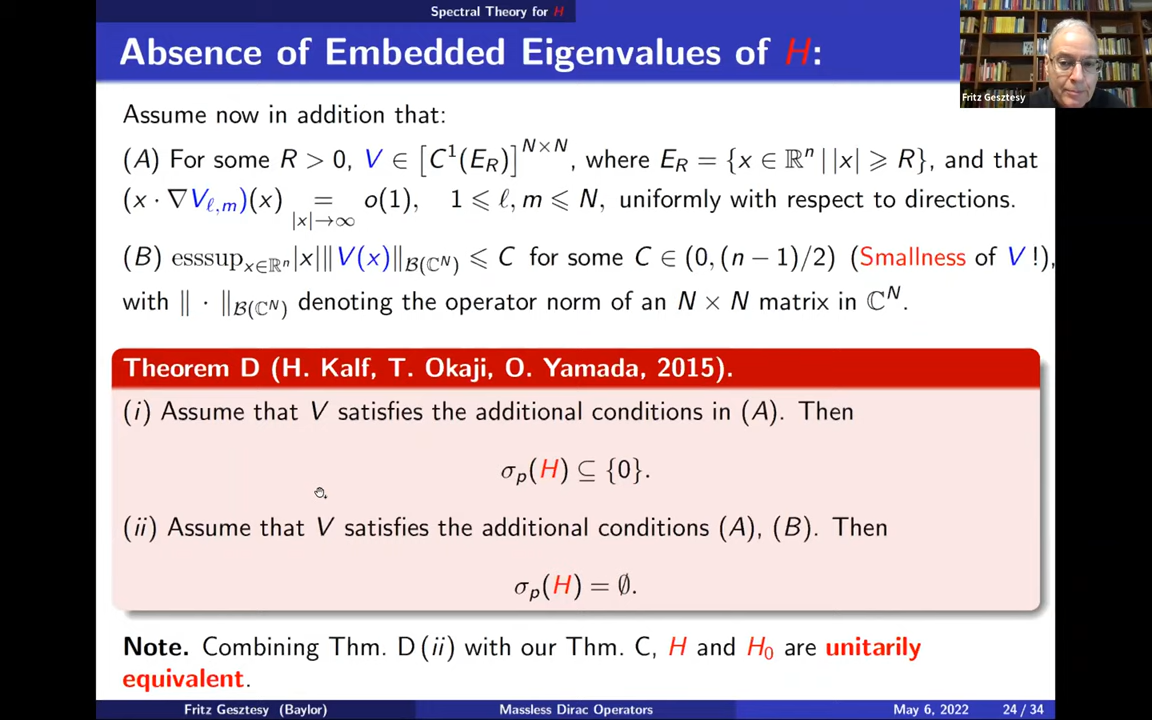 Spectral Theory for H
Absence of Embedded Eigenvalues of H:
Fritz Gesztesy
Assume now in addition that:
(A) For some R > 0, V ∈ [C¹(E_R)]^{N×N}, where E_R = {x ∈ ℝⁿ | |x| ⩾ R}, and that
(x · ∇V_{ℓ,m})(x) =_{|x|→∞} o(1), 1 ⩽ ℓ, m ⩽ N, uniformly with respect to directions.
(B) esssup_{x∈ℝⁿ} |x|‖V(x)‖_{𝓑(ℂ^N)} ⩽ C for some C ∈ (0, (n − 1)/2) (Smallness of V !),
with ‖ · ‖_{𝓑(ℂ^N)} denoting the operator norm of an N × N matrix in ℂ^N.
Theorem D (H. Kalf, T. Okaji, O. Yamada, 2015).
(i) Assume that V satisfies the additional conditions in (A). Then
σ_p(H) ⊆ {0}.
(ii) Assume that V satisfies the additional conditions (A), (B). Then
σ_p(H) = ∅.
Note. Combining Thm. D (ii) with our Thm. C, H and H₀ are unitarily
equivalent.
Fritz Gesztesy (Baylor) Massless Dirac Operators May 6, 2022 24 / 34